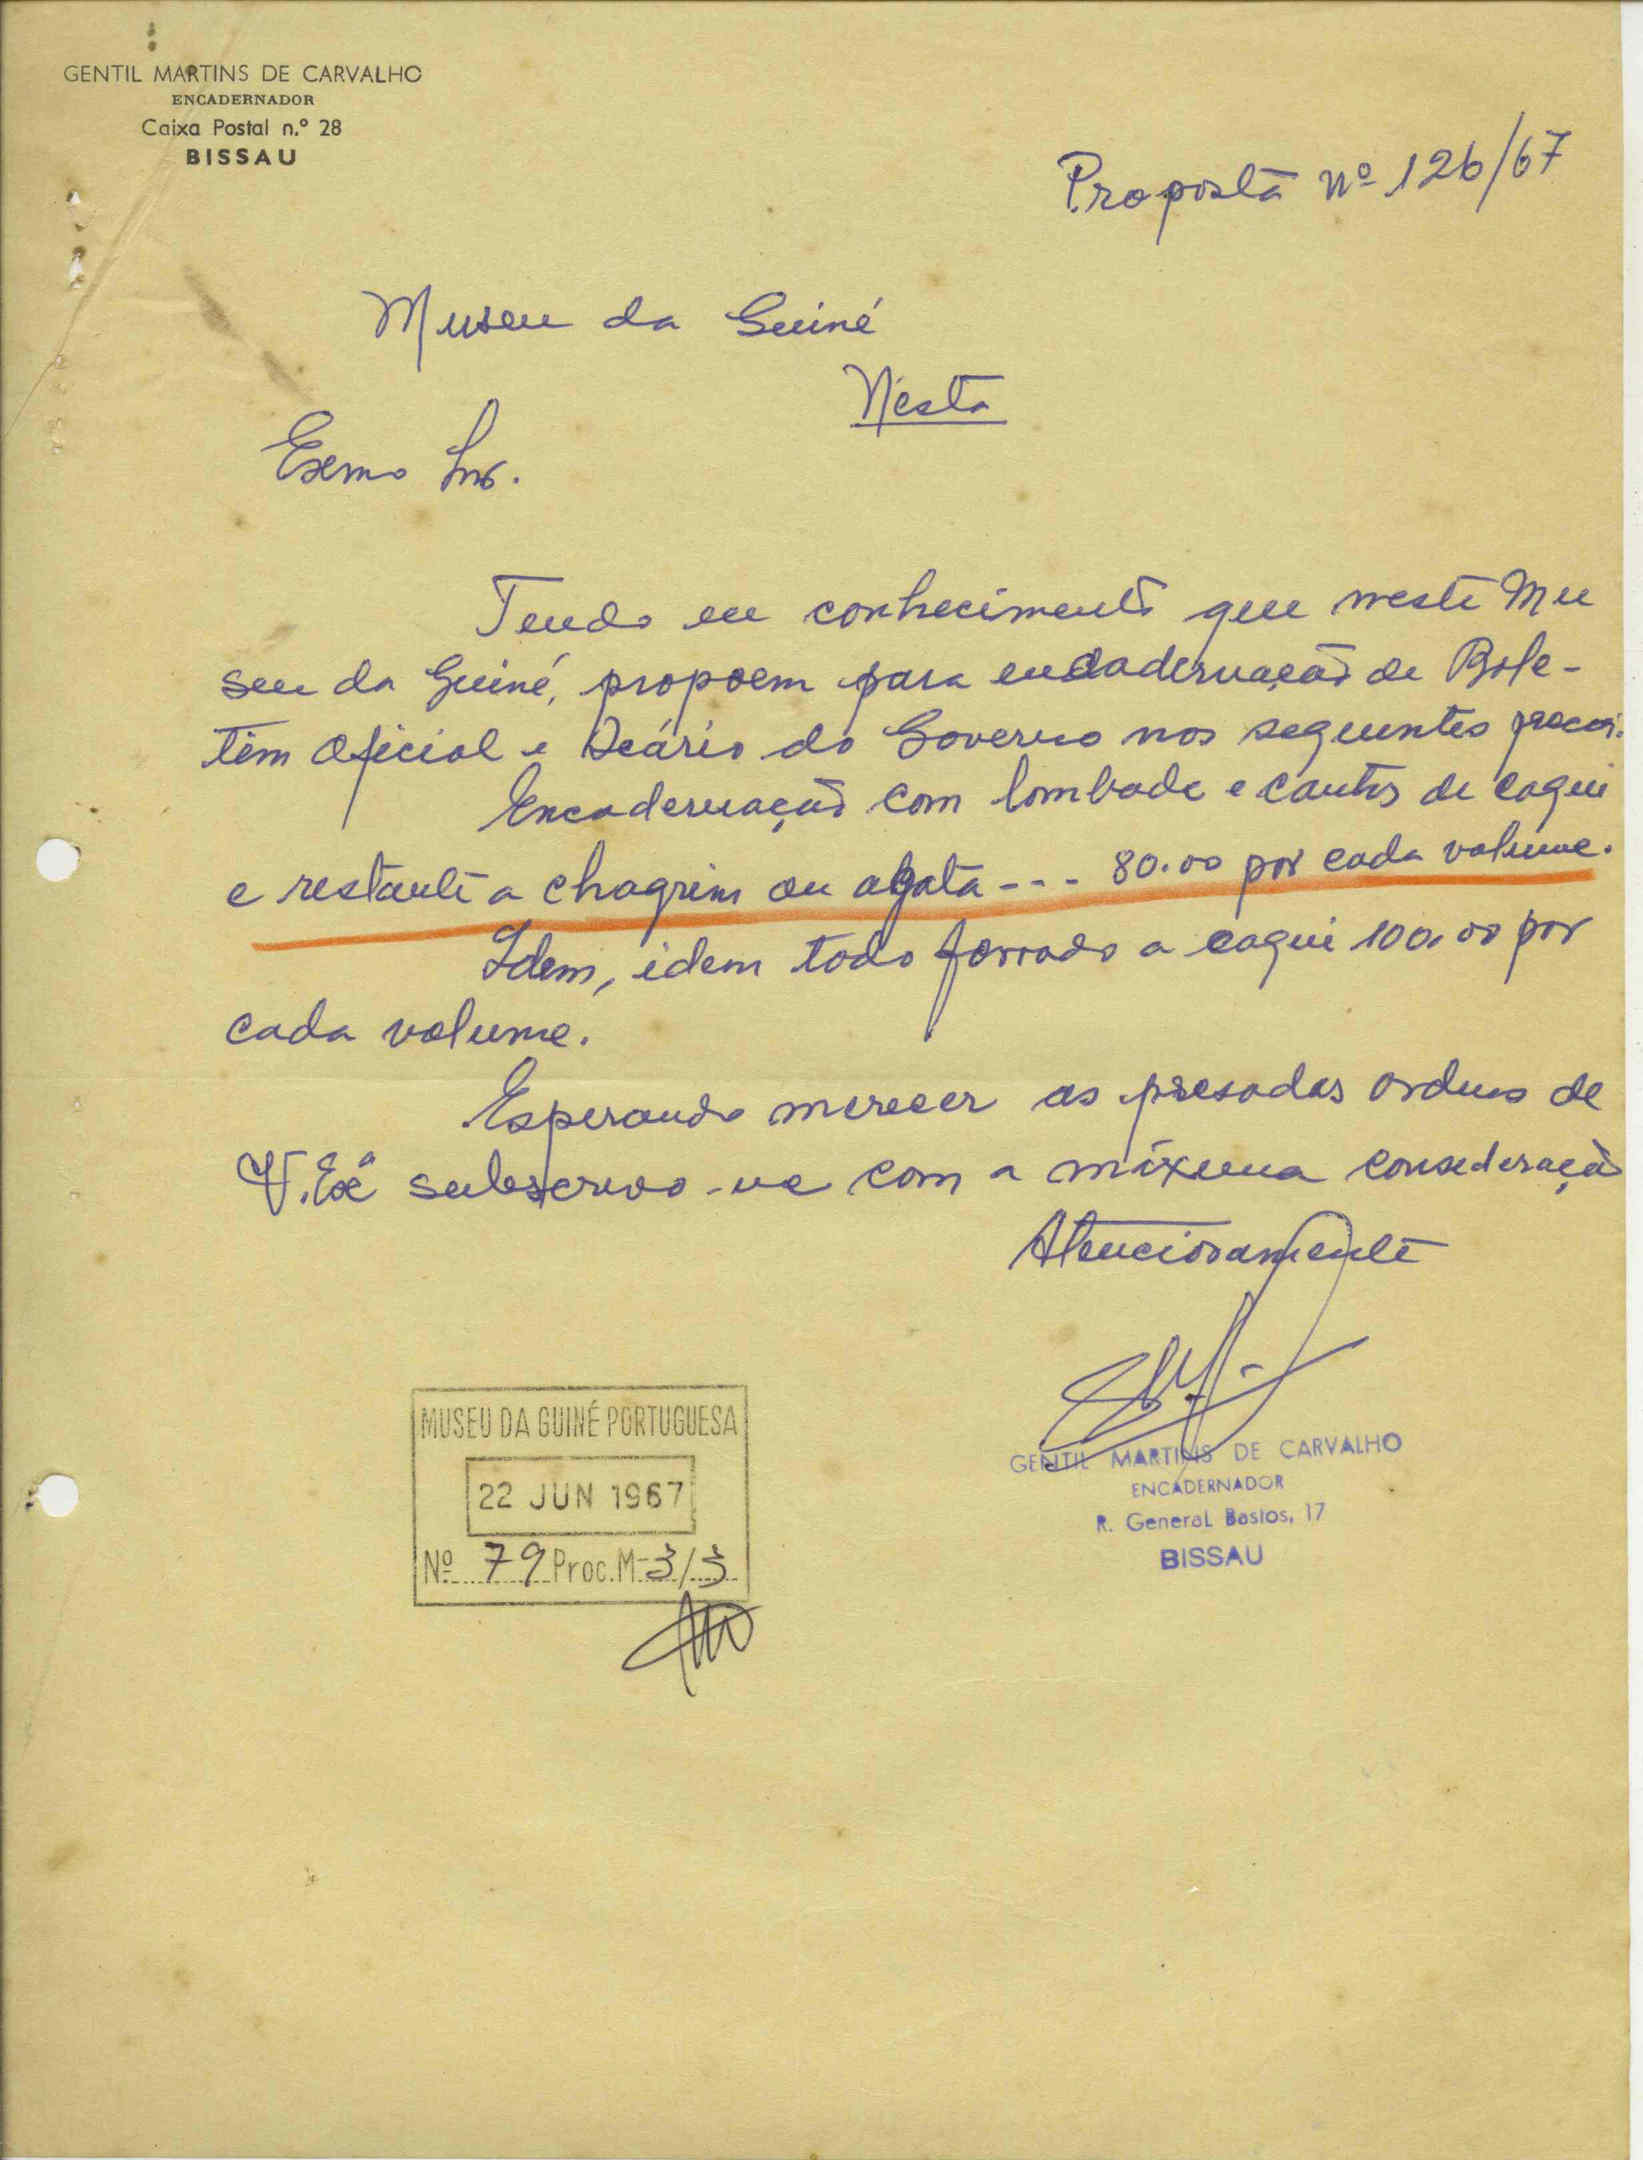 GENTIL MARTINS DE CARVALHO
ENCADERNADOR
Caixa Postal n.º 28
BISSAU
Proposta Nº 126/67
Museu da Guiné
Nesta
Exmo Snr.
Tendo eu conhecimento que neste Mu
seu da Guiné, propoem para encadernação de Bole-
tim Oficial e Diário do Governo nos seguintes preços.
Encadernação com lombada e cantos de caqui
e restante a chagrim ou agata --- 80.00 por cada volume.
Idem, idem todo forrado a caqui 100.00 por
cada volume.
Esperando merecer as presadas ordens de
V. Exª subscrevo-me com a máxima consideração
Atenciosamente
GENTIL MARTINS DE CARVALHO
ENCADERNADOR
R. General Bastos, 17
BISSAU
MUSEU DA GUINÉ PORTUGUESA
22 JUN 1967
Nº 79 Proc. M-3/3